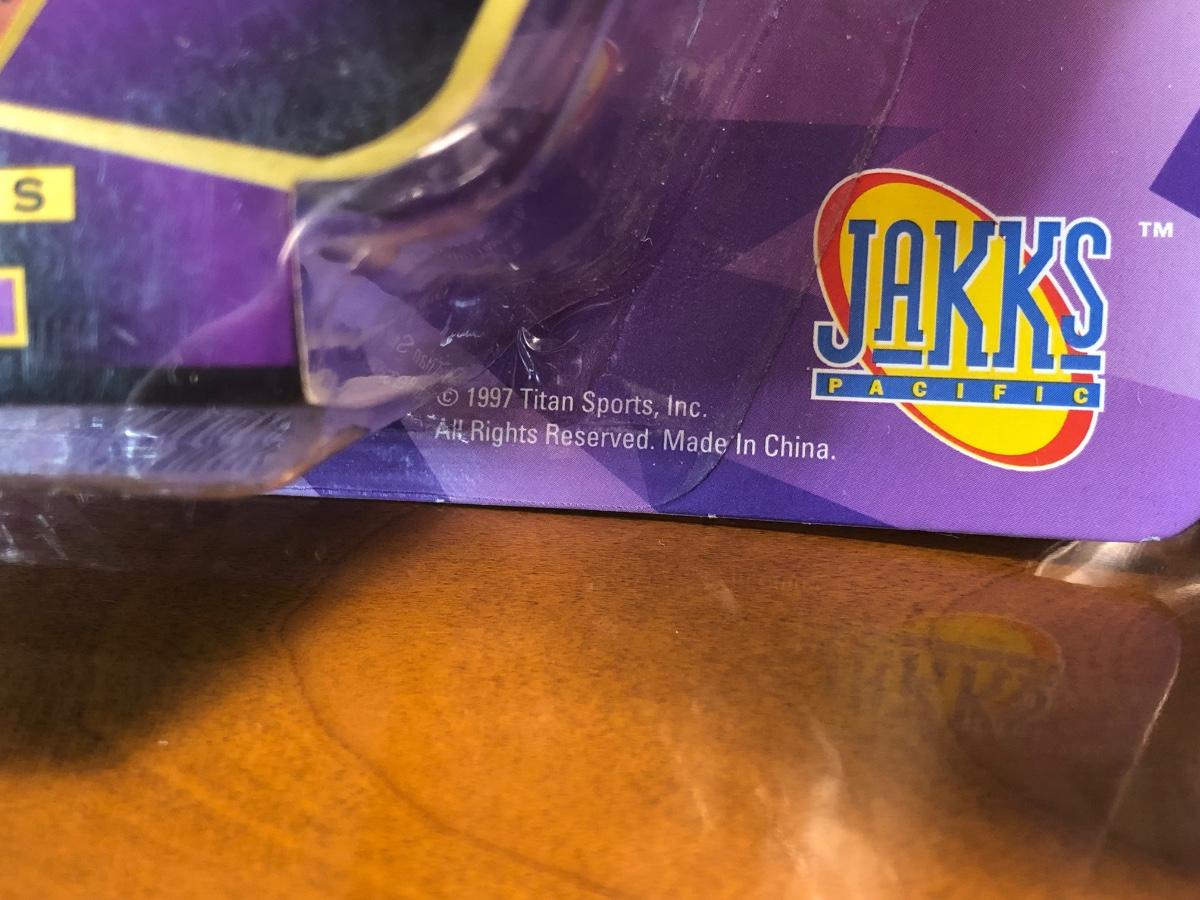 S
JAKKS ™
PACIFIC
© 1997 Titan Sports, Inc.
All Rights Reserved. Made In China.